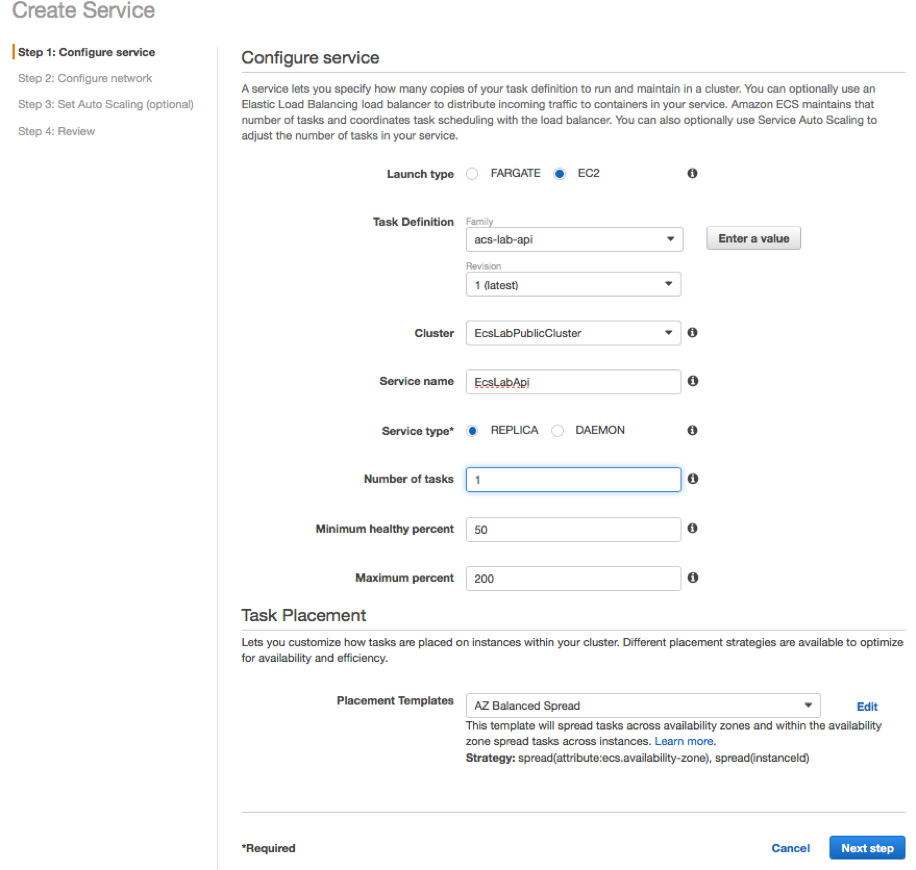 Create Service
Step 1: Configure service
Step 2: Configure network
Step 3: Set Auto Scaling (optional)
Step 4: Review
Configure service
A service lets you specify how many copies of your task definition to run and maintain in a cluster. You can optionally use an
Elastic Load Balancing load balancer to distribute incoming traffic to containers in your service. Amazon ECS maintains that
number of tasks and coordinates task scheduling with the load balancer. You can also optionally use Service Auto Scaling to
adjust the number of tasks in your service.
Launch type FARGATE EC2
Task Definition Family
acs-lab-api Enter a value
Revision
1 (latest)
Cluster EcsLabPublicCluster
Service name EcsLabApi
Service type* REPLICA DAEMON
Number of tasks 1
Minimum healthy percent 50
Maximum percent 200
Task Placement
Lets you customize how tasks are placed on instances within your cluster. Different placement strategies are available to optimize
for availability and efficiency.
Placement Templates AZ Balanced Spread Edit
This template will spread tasks across availability zones and within the availability
zone spread tasks across instances. Learn more.
Strategy: spread(attribute:ecs.availability-zone), spread(instanceId)
*Required Cancel Next step